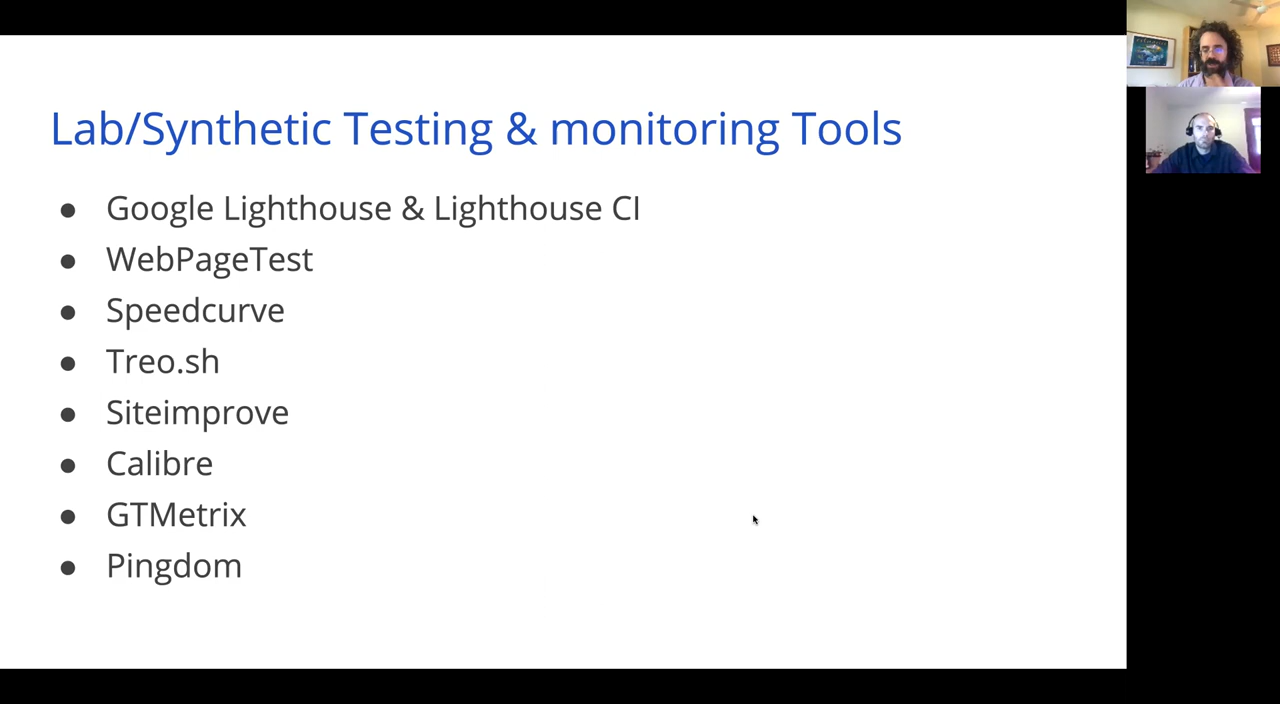 Lab/Synthetic Testing & monitoring Tools
● Google Lighthouse & Lighthouse CI
● WebPageTest
● Speedcurve
● Treo.sh
● Siteimprove
● Calibre
● GTMetrix
● Pingdom